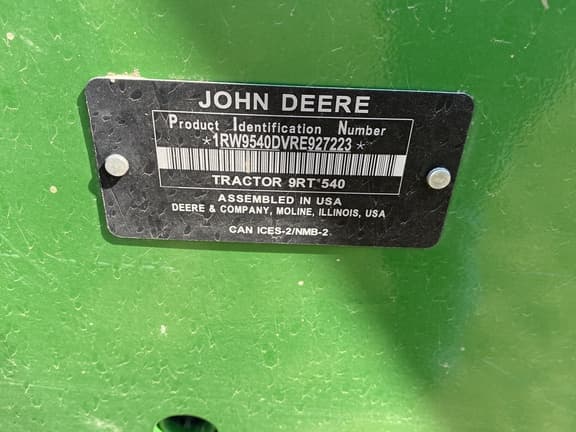 JOHN DEERE
Product Identification Number
*1RW9540DVRE927223*
TRACTOR 9RT 540
ASSEMBLED IN USA
DEERE & COMPANY, MOLINE, ILLINOIS, USA
CAN ICES-2/NMB-2